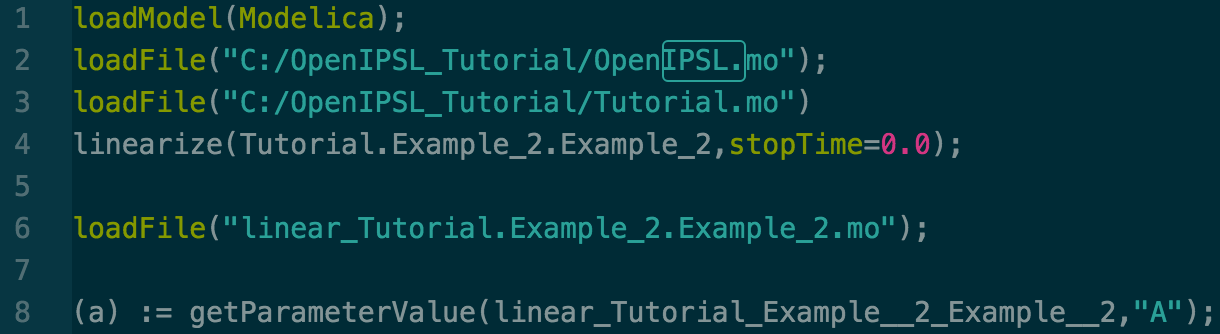 1 loadModel(Modelica);
2 loadFile("C:/OpenIPSL_Tutorial/OpenIPSL.mo");
3 loadFile("C:/OpenIPSL_Tutorial/Tutorial.mo")
4 linearize(Tutorial.Example_2.Example_2,stopTime=0.0);
5
6 loadFile("linear_Tutorial.Example_2.Example_2.mo");
7
8 (a) := getParameterValue(linear_Tutorial_Example__2_Example__2,"A");